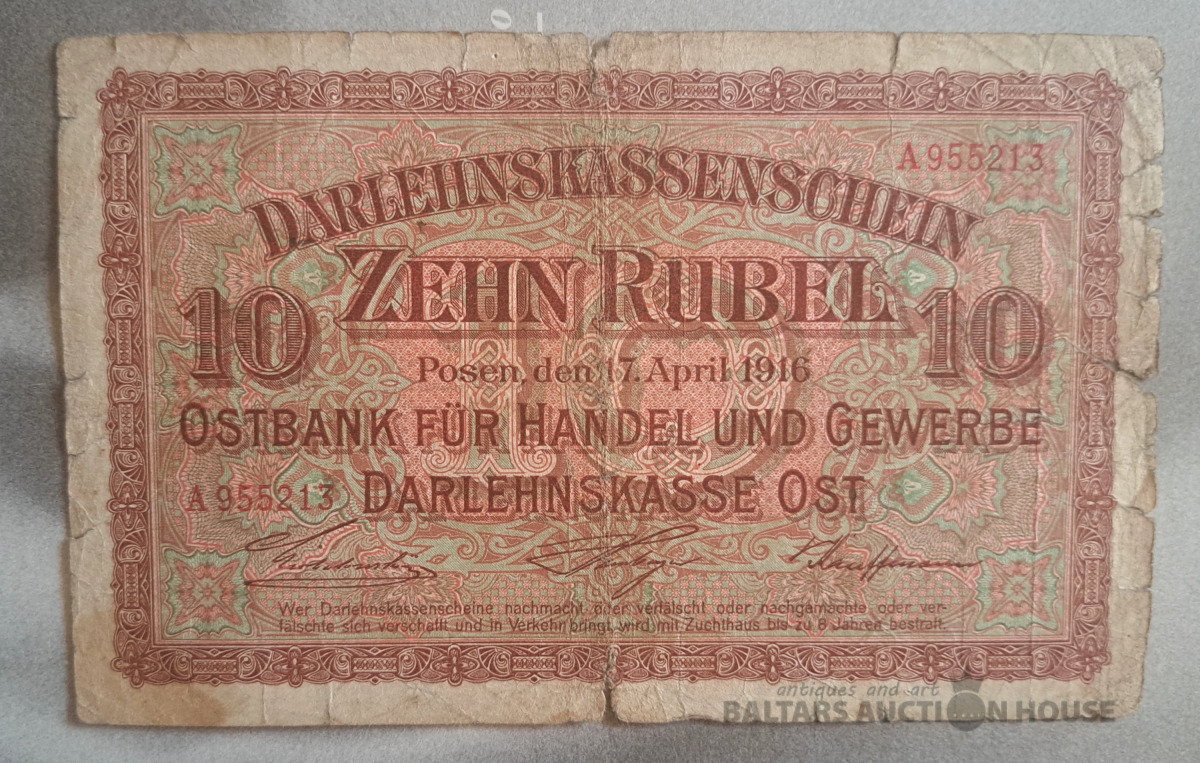 A 955213
DARLEHNSKASSENSCHEIN
ZEHN RUBEL
10 10
Posen, den 17. April 1916
OSTBANK FÜR HANDEL UND GEWERBE
A 955213 DARLEHNSKASSE OST
Kauffmann
Wer Darlehnskassenscheine nachmacht oder verfälscht oder nachgemachte oder ver-
fälschte sich verschafft und in Verkehr bringt, wird mit Zuchthaus bis zu 8 Jahren bestraft.
antiques and art
BALTARS AUCTION HOUSE